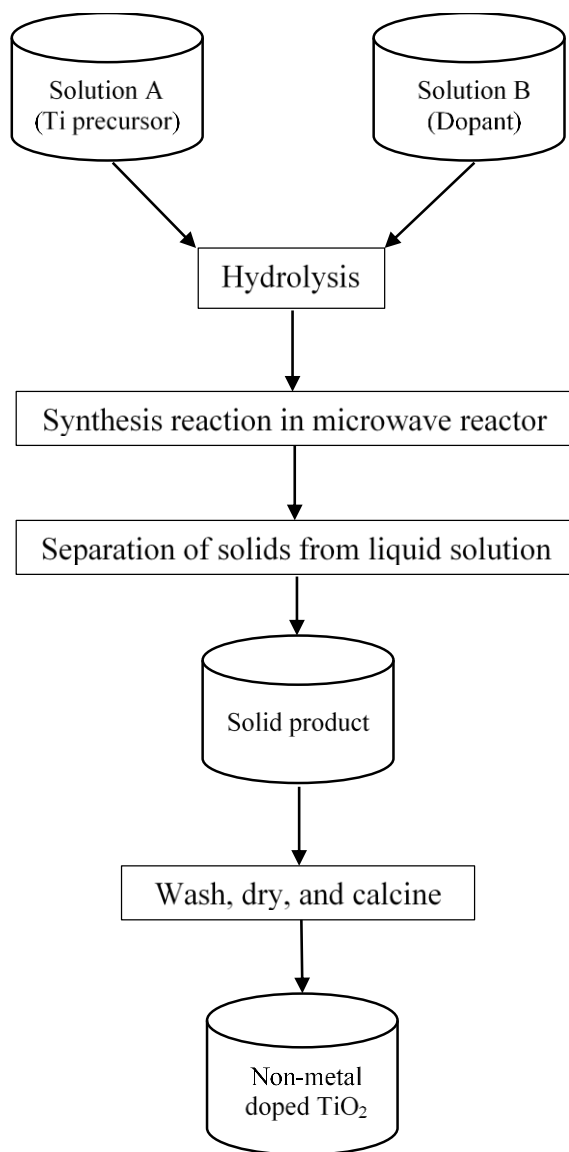 Solution A
(Ti precursor)
Solution B
(Dopant)
Hydrolysis
Synthesis reaction in microwave reactor
Separation of solids from liquid solution
Solid product
Wash, dry, and calcine
Non-metal
doped TiO₂